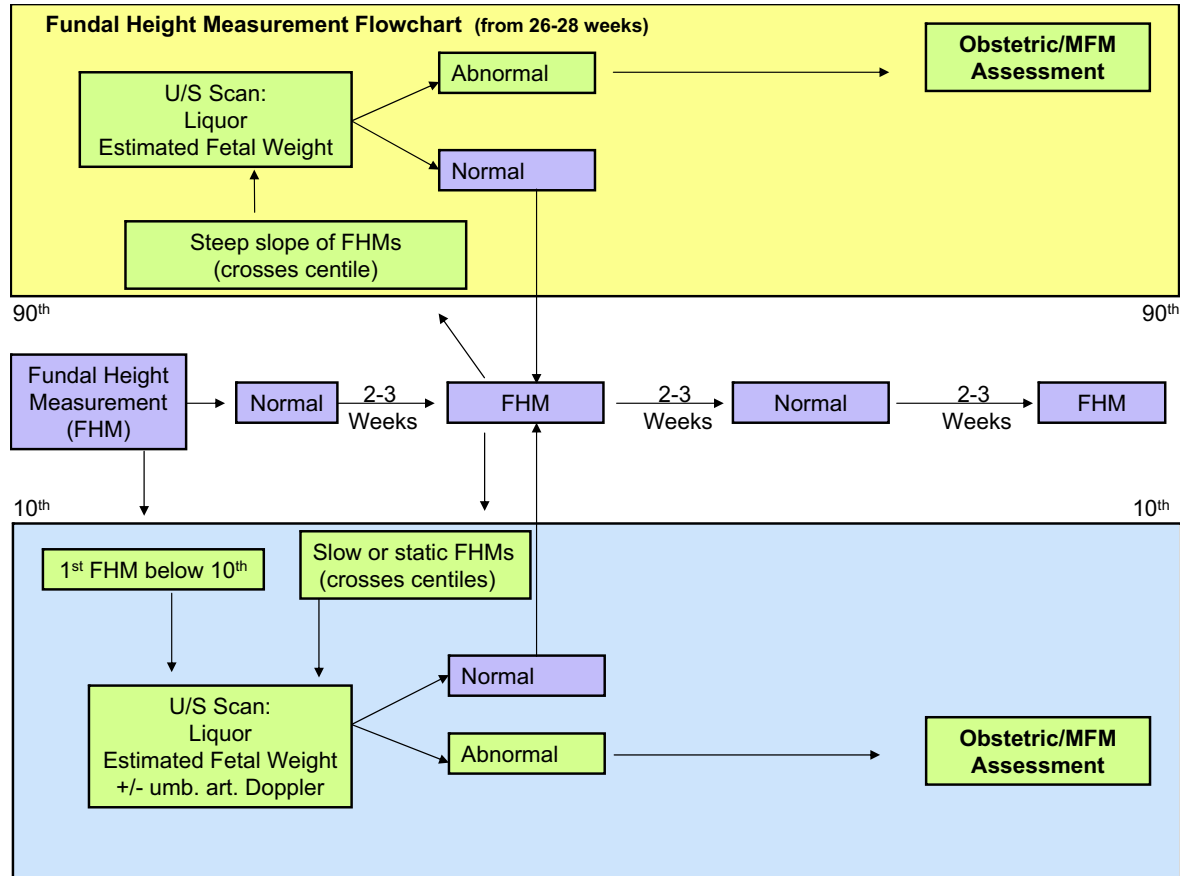 Fundal Height Measurement Flowchart (from 26-28 weeks)
Abnormal
Obstetric/MFM
Assessment
U/S Scan:
Liquor
Estimated Fetal Weight
Normal
Steep slope of FHMs
(crosses centile)
90th
90th
Fundal Height
Measurement
(FHM)
Normal
2-3
Weeks
FHM
2-3
Weeks
Normal
2-3
Weeks
FHM
10th
10th
1st FHM below 10th
Slow or static FHMs
(crosses centiles)
Normal
U/S Scan:
Liquor
Estimated Fetal Weight
+/- umb. art. Doppler
Abnormal
Obstetric/MFM
Assessment